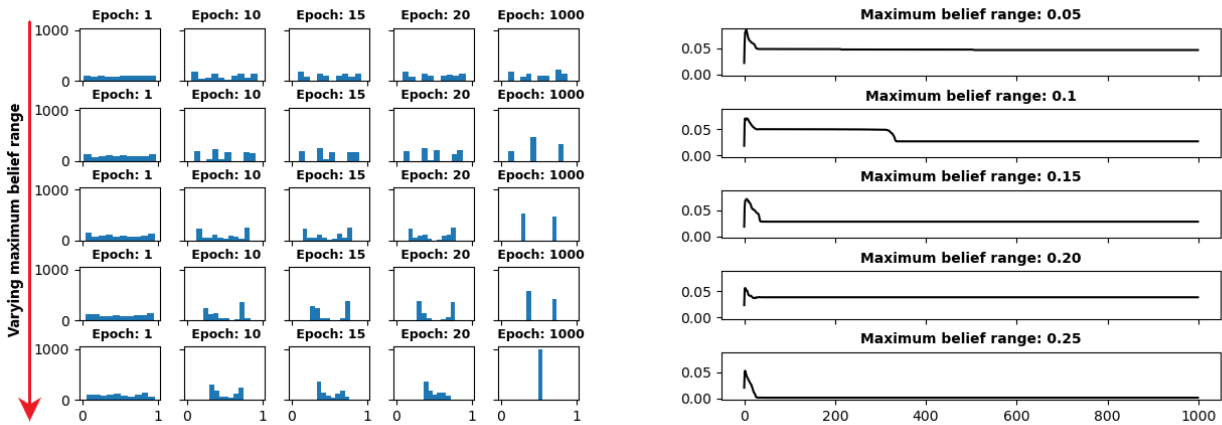 Varying maximum belief range
Epoch: 1 Epoch: 10 Epoch: 15 Epoch: 20 Epoch: 1000
1000
0
Epoch: 1 Epoch: 10 Epoch: 15 Epoch: 20 Epoch: 1000
1000
0
Epoch: 1 Epoch: 10 Epoch: 15 Epoch: 20 Epoch: 1000
1000
0
Epoch: 1 Epoch: 10 Epoch: 15 Epoch: 20 Epoch: 1000
1000
0
Epoch: 1 Epoch: 10 Epoch: 15 Epoch: 20 Epoch: 1000
1000
0
0 1 0 1 0 1 0 1 0 1
Maximum belief range: 0.05
0.05
0.00
Maximum belief range: 0.1
0.05
0.00
Maximum belief range: 0.15
0.05
0.00
Maximum belief range: 0.20
0.05
0.00
Maximum belief range: 0.25
0.05
0.00
0 200 400 600 800 1000